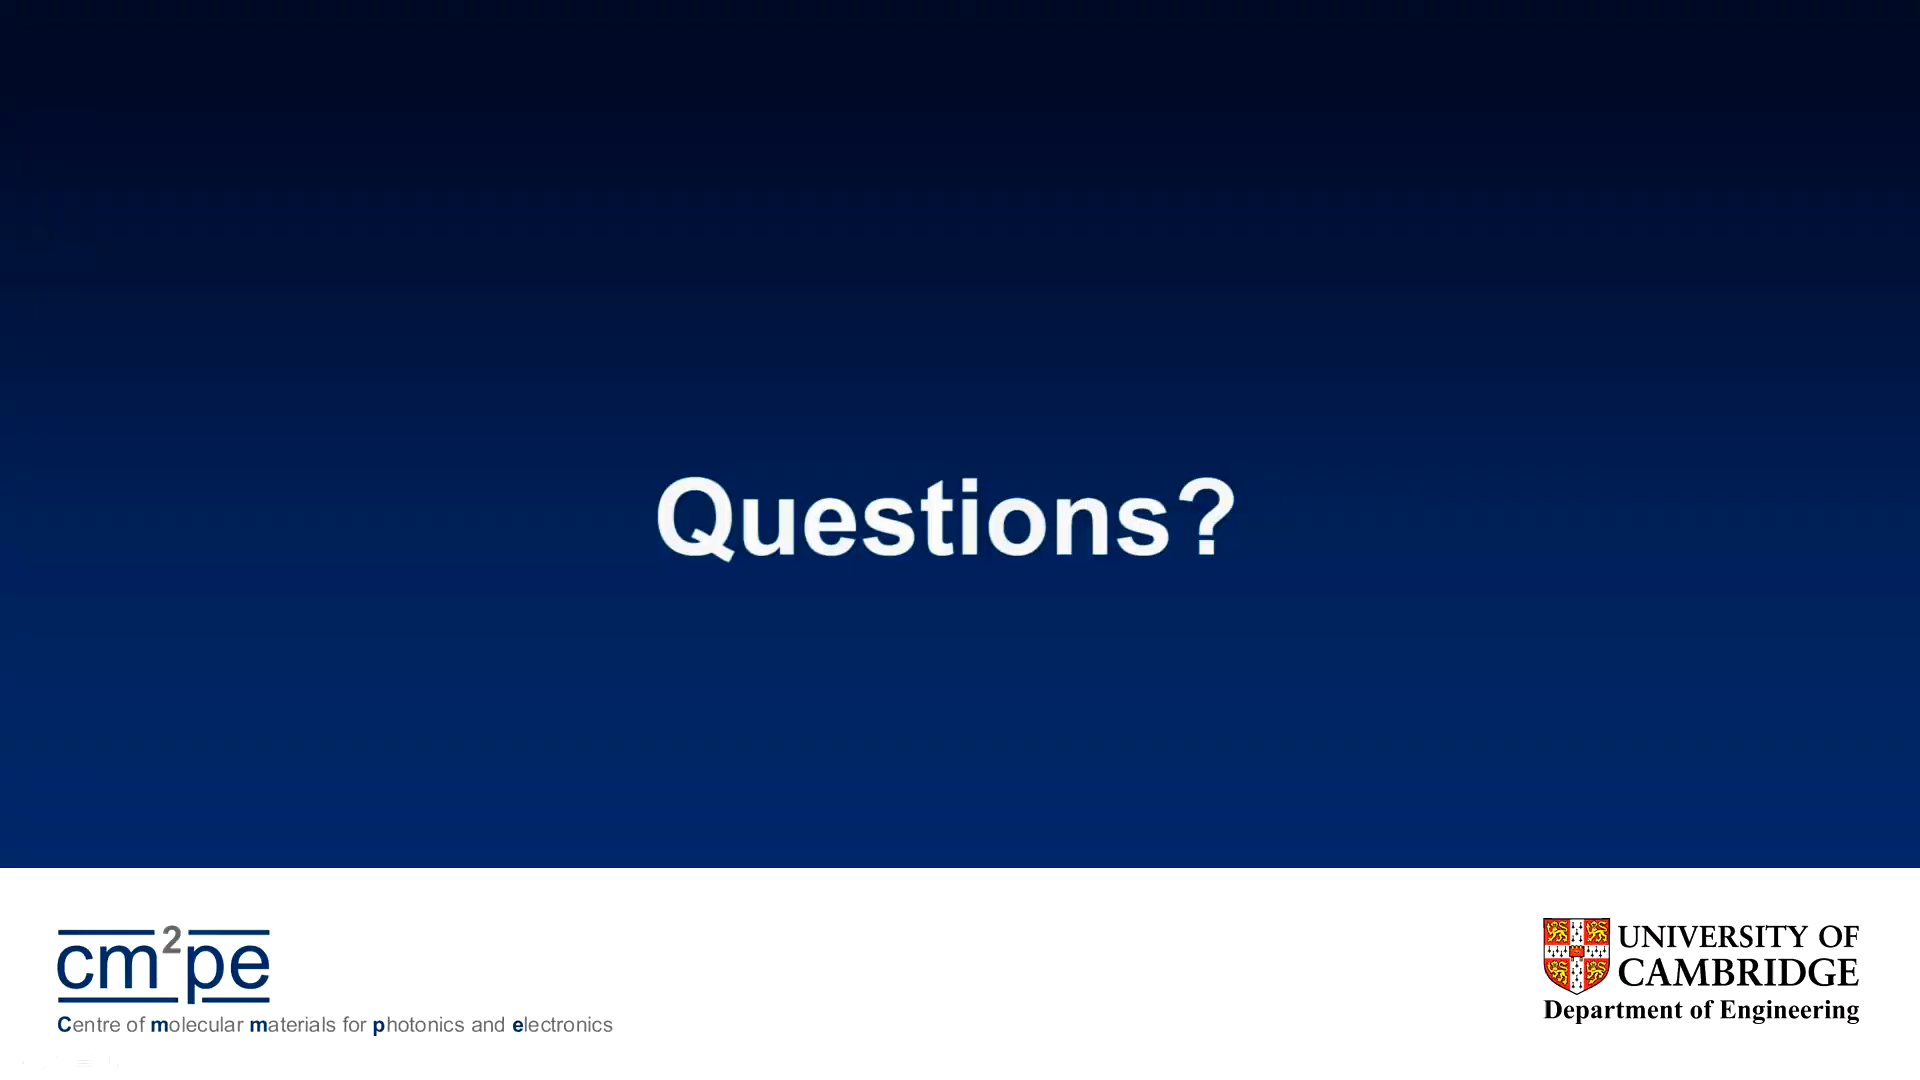 Questions?
cm²pe
Centre of molecular materials for photonics and electronics
UNIVERSITY OF
CAMBRIDGE
Department of Engineering